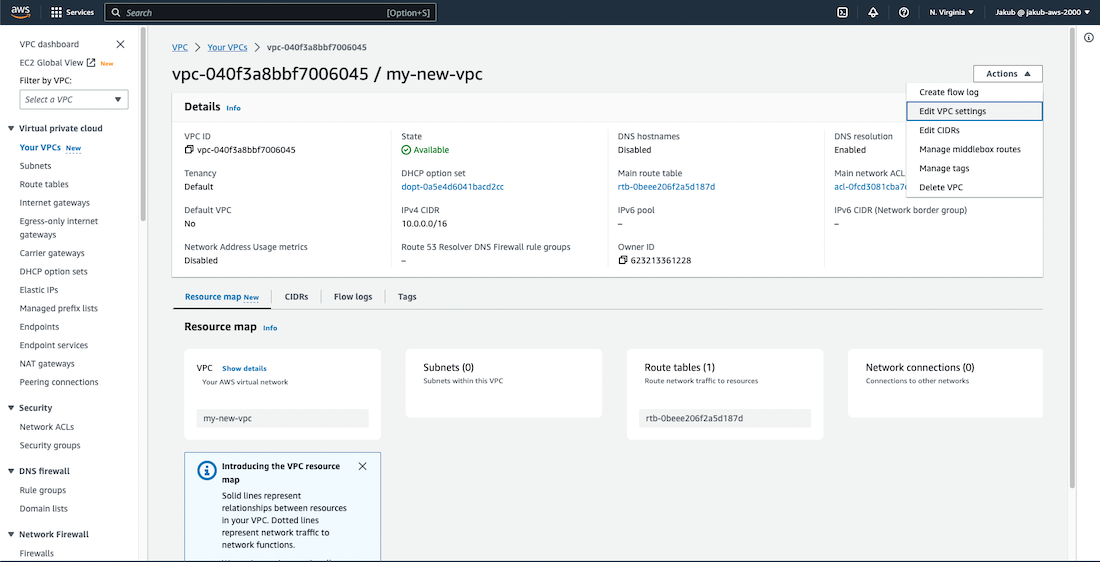 aws
Services
Search
[Option+S]
N. Virginia
Jakub @ jakub-aws-2000
VPC dashboard
EC2 Global View New
Filter by VPC:
Select a VPC
Virtual private cloud
Your VPCs New
Subnets
Route tables
Internet gateways
Egress-only internet
gateways
Carrier gateways
DHCP option sets
Elastic IPs
Managed prefix lists
Endpoints
Endpoint services
NAT gateways
Peering connections
Security
Network ACLs
Security groups
DNS firewall
Rule groups
Domain lists
Network Firewall
Firewalls
VPC > Your VPCs > vpc-040f3a8bbf7006045
vpc-040f3a8bbf7006045 / my-new-vpc
Actions
Create flow log
Edit VPC settings
Edit CIDRs
Manage middlebox routes
Manage tags
Delete VPC
Details Info
VPC ID
vpc-040f3a8bbf7006045
State
Available
DNS hostnames
Disabled
DNS resolution
Enabled
Tenancy
Default
DHCP option set
dopt-0a5e4d6041bacd2cc
Main route table
rtb-0beee206f2a5d187d
Main network ACL
acl-0fcd3081cba7
Default VPC
No
IPv4 CIDR
10.0.0.0/16
IPv6 pool
–
IPv6 CIDR (Network border group)
–
Network Address Usage metrics
Disabled
Route 53 Resolver DNS Firewall rule groups
–
Owner ID
623213361228
Resource map New
CIDRs
Flow logs
Tags
Resource map Info
VPC Show details
Your AWS virtual network
my-new-vpc
Subnets (0)
Subnets within this VPC
Route tables (1)
Route network traffic to resources
rtb-0beee206f2a5d187d
Network connections (0)
Connections to other networks
Introducing the VPC resource
map
Solid lines represent
relationships between resources
in your VPC. Dotted lines
represent network traffic to
network functions.